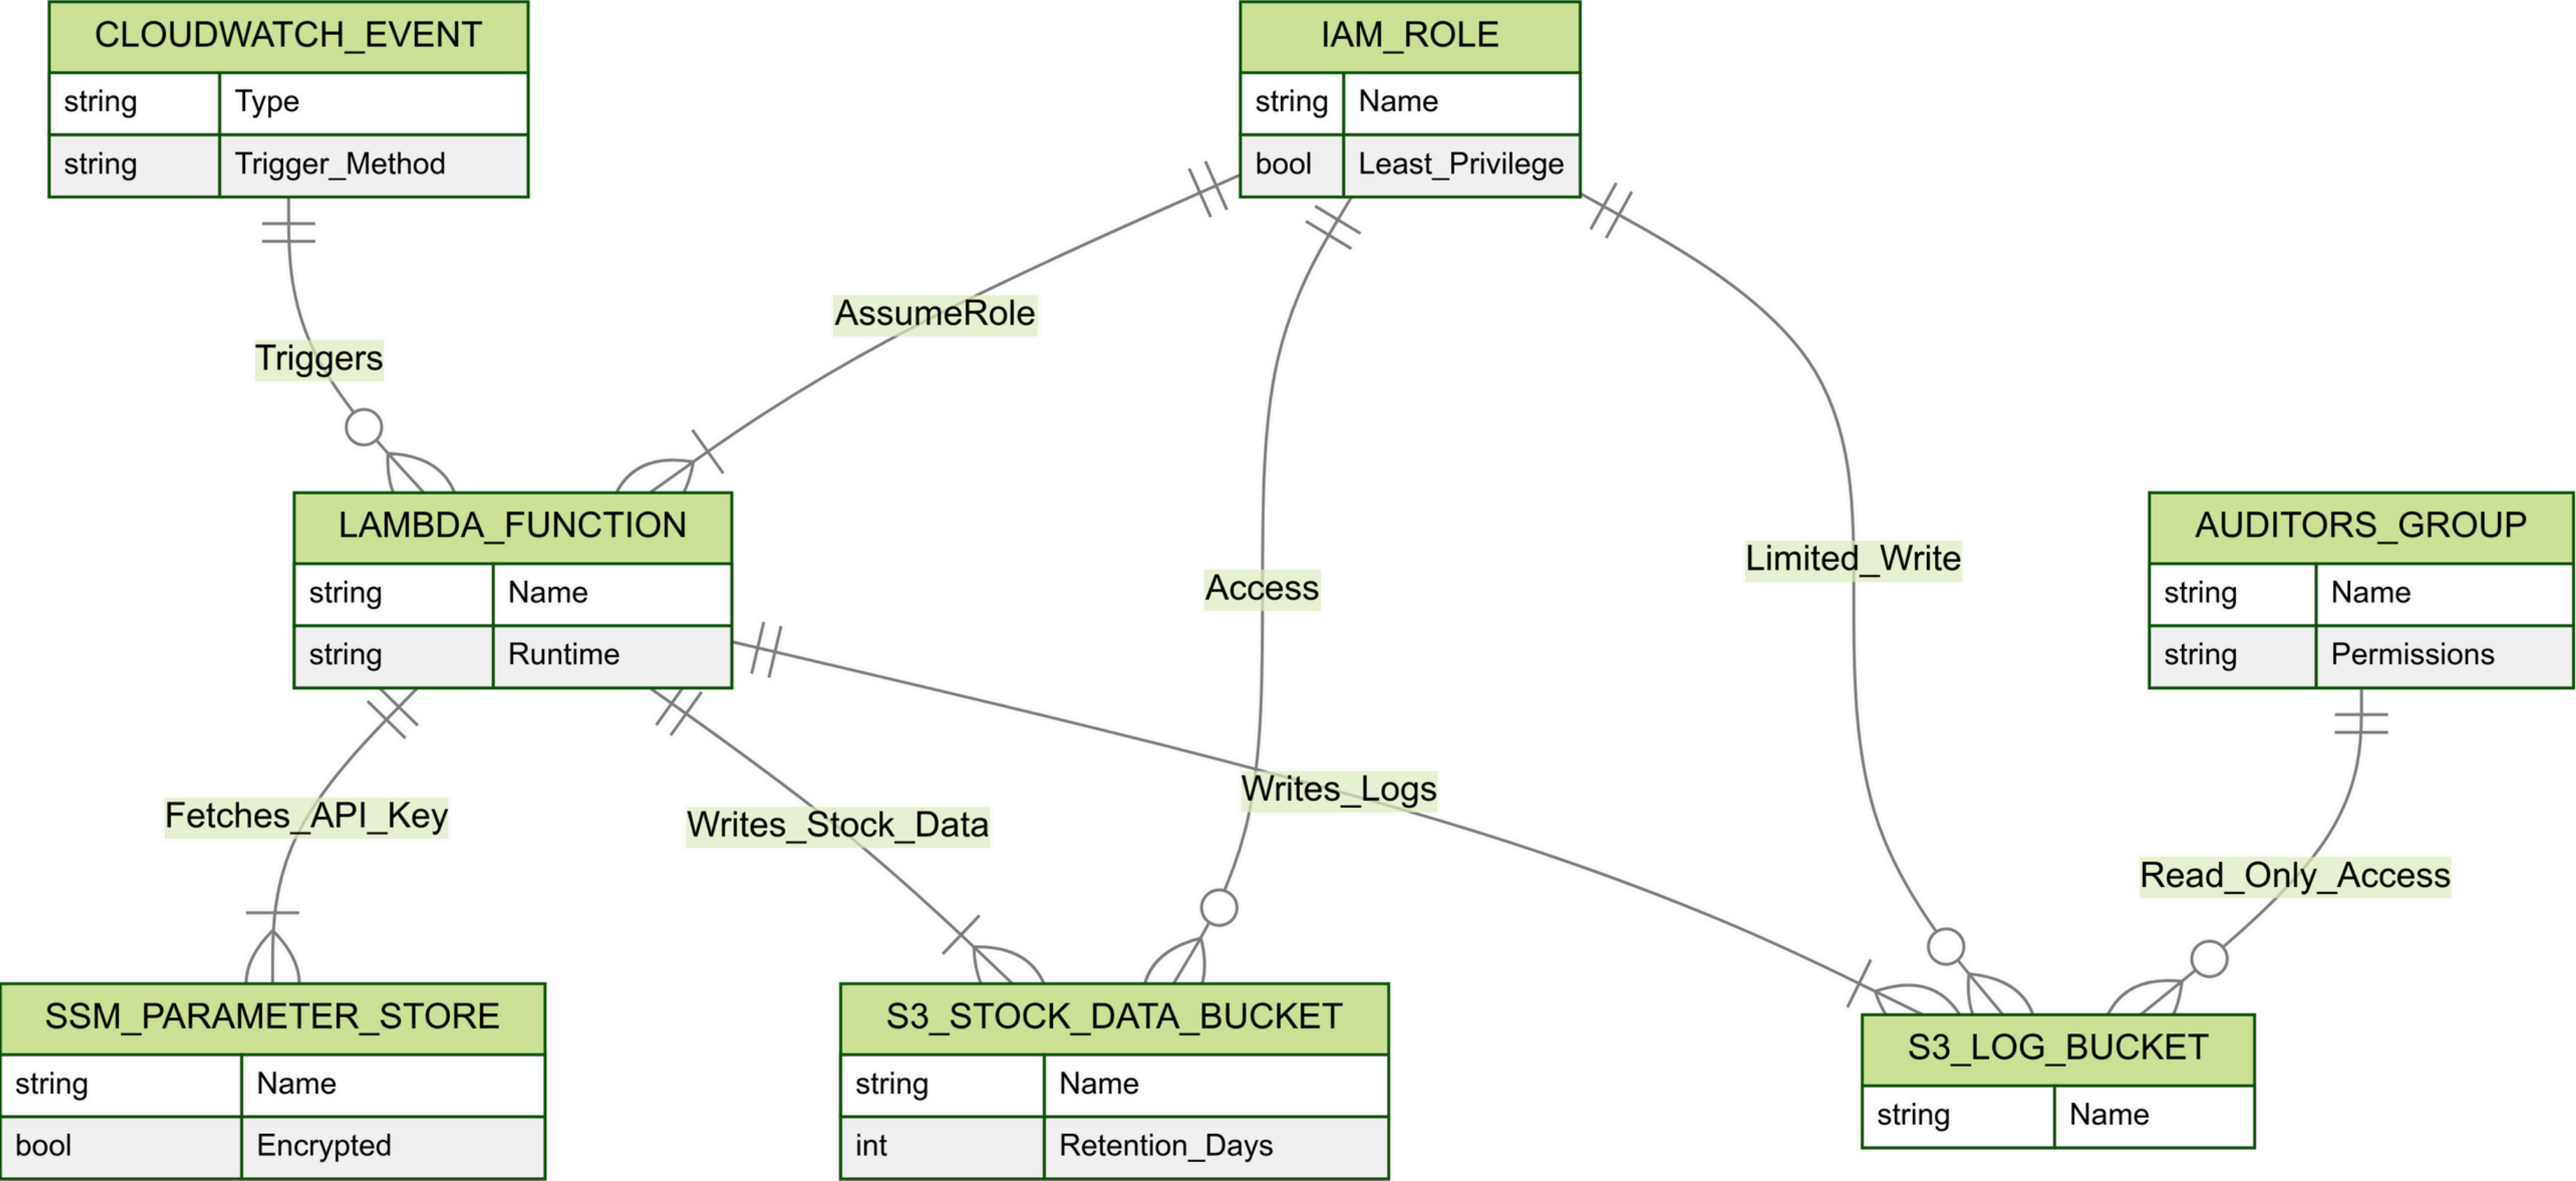 CLOUDWATCH_EVENT
string Type
string Trigger_Method
IAM_ROLE
string Name
bool Least_Privilege
AssumeRole
Triggers
LAMBDA_FUNCTION
string Name
string Runtime
Access
Limited_Write
AUDITORS_GROUP
string Name
string Permissions
Fetches_API_Key
Writes_Stock_Data
Writes_Logs
Read_Only_Access
SSM_PARAMETER_STORE
string Name
bool Encrypted
S3_STOCK_DATA_BUCKET
string Name
int Retention_Days
S3_LOG_BUCKET
string Name